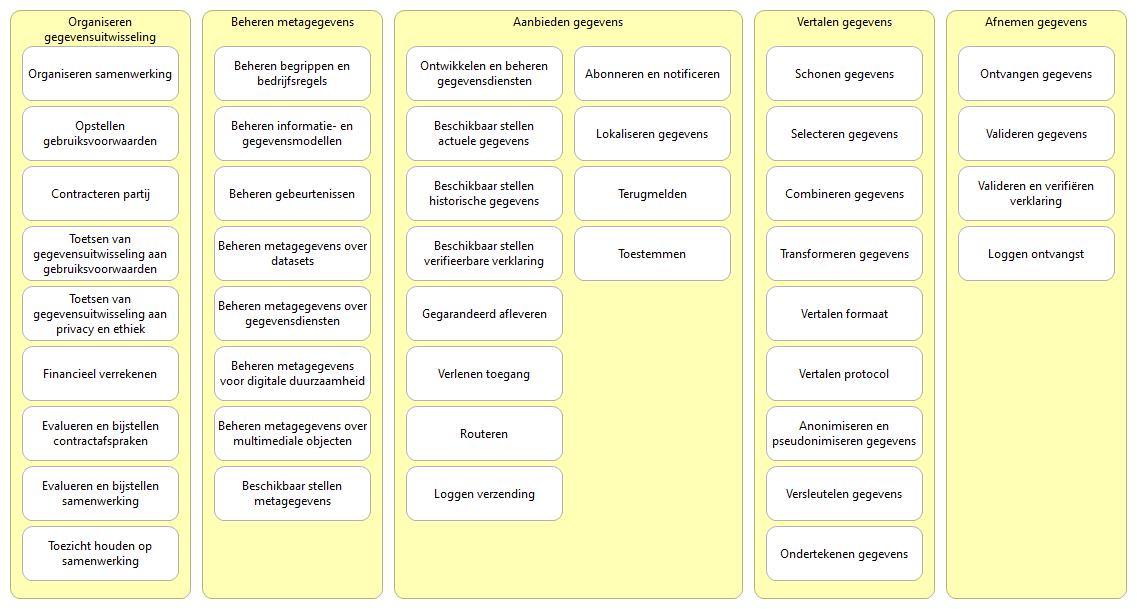 Organiseren
gegevensuitwisseling
Organiseren samenwerking
Opstellen
gebruiksvoorwaarden
Contracteren partij
Toetsen van
gegevensuitwisseling aan
gebruiksvoorwaarden
Toetsen van
gegevensuitwisseling aan
privacy en ethiek
Financieel verrekenen
Evalueren en bijstellen
contractafspraken
Evalueren en bijstellen
samenwerking
Toezicht houden op
samenwerking
Beheren metagegevens
Beheren begrippen en
bedrijfsregels
Beheren informatie- en
gegevensmodellen
Beheren gebeurtenissen
Beheren metagegevens over
datasets
Beheren metagegevens over
gegevensdiensten
Beheren metagegevens
voor digitale duurzaamheid
Beheren metagegevens over
multimediale objecten
Beschikbaar stellen
metagegevens
Aanbieden gegevens
Ontwikkelen en beheren
gegevensdiensten
Beschikbaar stellen
actuele gegevens
Beschikbaar stellen
historische gegevens
Beschikbaar stellen
verifieerbare verklaring
Gegarandeerd afleveren
Verlenen toegang
Routeren
Loggen verzending
Abonneren en notificeren
Lokaliseren gegevens
Terugmelden
Toestemmen
Vertalen gegevens
Schonen gegevens
Selecteren gegevens
Combineren gegevens
Transformeren gegevens
Vertalen formaat
Vertalen protocol
Anonimiseren en
pseudonimiseren gegevens
Versleutelen gegevens
Ondertekenen gegevens
Afnemen gegevens
Ontvangen gegevens
Valideren gegevens
Valideren en verifiëren
verklaring
Loggen ontvangst